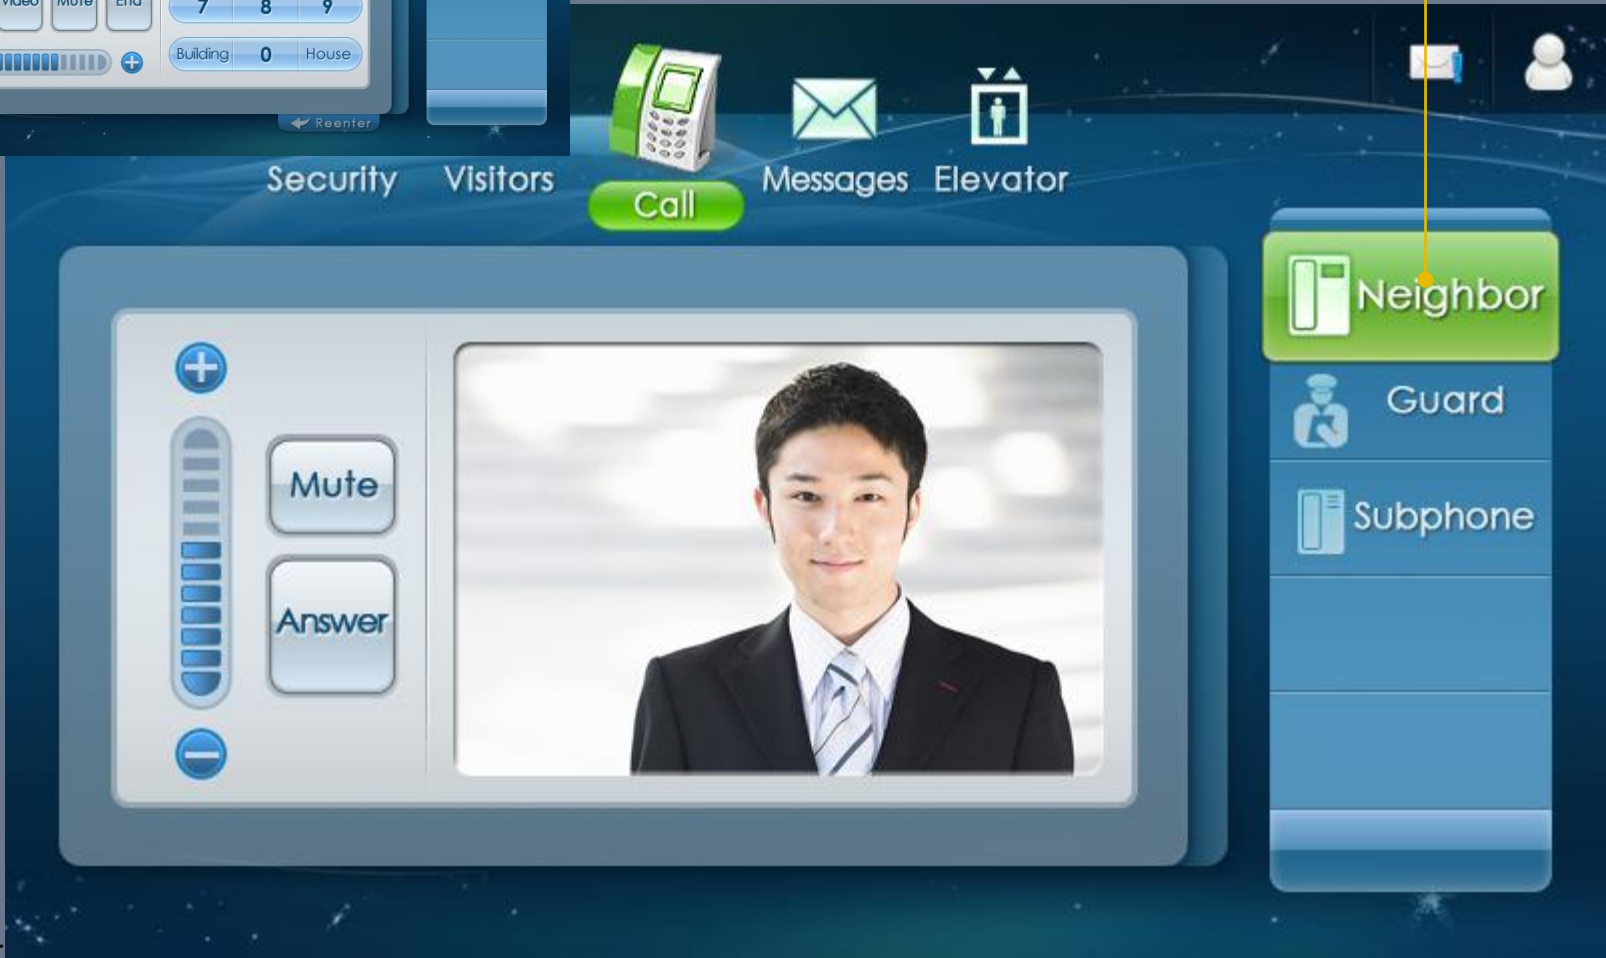 Video Mute End
7 8 9
Building 0 House
Reenter
Security Visitors Call Messages Elevator
Neighbor
Guard
Subphone
Mute
Answer